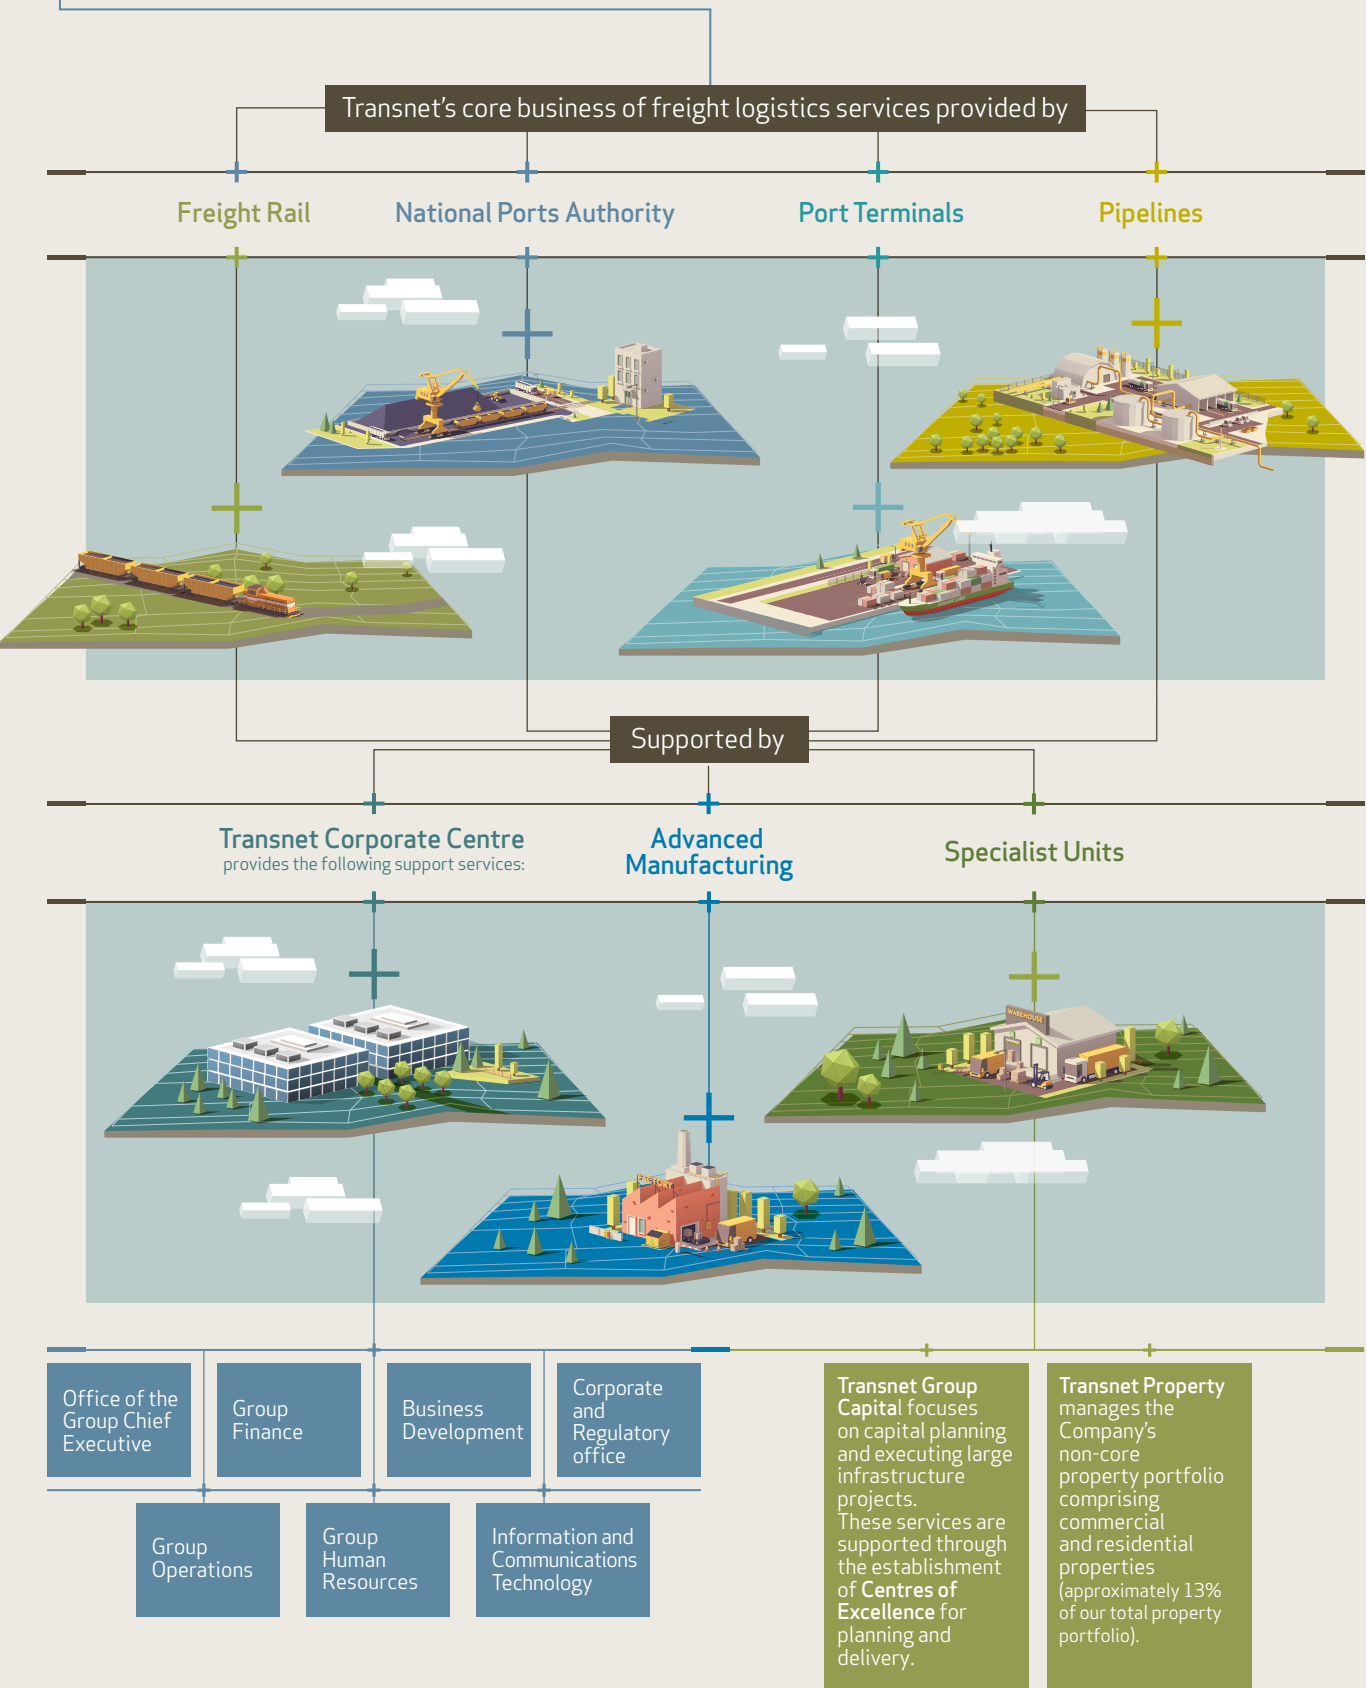 Transnet's core business of freight logistics services provided by
Freight Rail
National Ports Authority
Port Terminals
Pipelines
Supported by
Transnet Corporate Centre
provides the following support services:
Advanced
Manufacturing
Specialist Units
WAREHOUSE
FACTORY
Office of the
Group Chief
Executive
Group
Finance
Business
Development
Corporate
and
Regulatory
office
Group
Operations
Group
Human
Resources
Information and
Communications
Technology
Transnet Group
Capital focuses
on capital planning
and executing large
infrastructure
projects.
These services are
supported through
the establishment
of Centres of
Excellence for
planning and
delivery.
Transnet Property
manages the
Company's
non-core
property portfolio
comprising
commercial
and residential
properties
(approximately 13%
of our total property
portfolio).